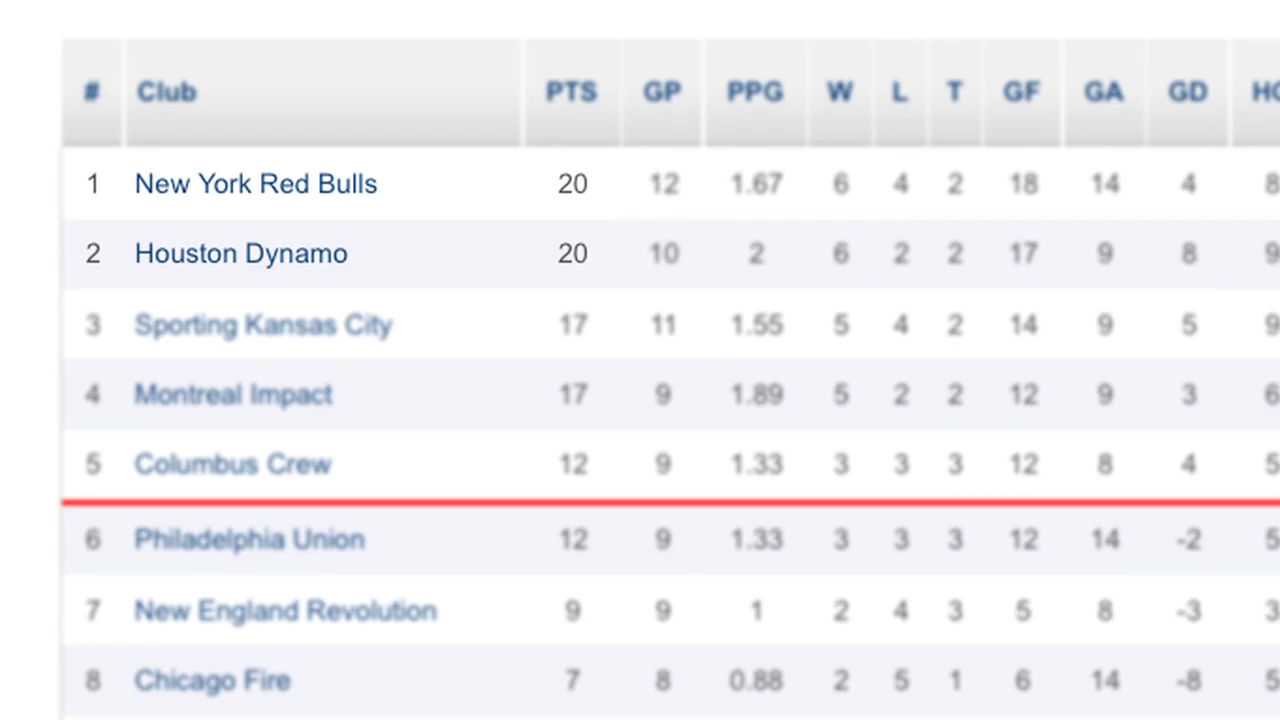 # Club PTS GP PPG W L T GF GA GD
1 New York Red Bulls 20 12 1.67 6 4 2 18 14 4 8
2 Houston Dynamo 20 10 2 6 2 2 17 9 8 9
3 Sporting Kansas City 17 11 1.55 5 4 2 14 9 5 9
4 Montreal Impact 17 9 1.89 5 2 2 12 9 3 6
5 Columbus Crew 12 9 1.33 3 3 3 12 8 4 5
6 Philadelphia Union 12 9 1.33 3 3 3 12 14 -2 5
7 New England Revolution 9 9 1 2 4 3 5 8 -3 3
8 Chicago Fire 7 8 0.88 2 5 1 6 14 -8 5